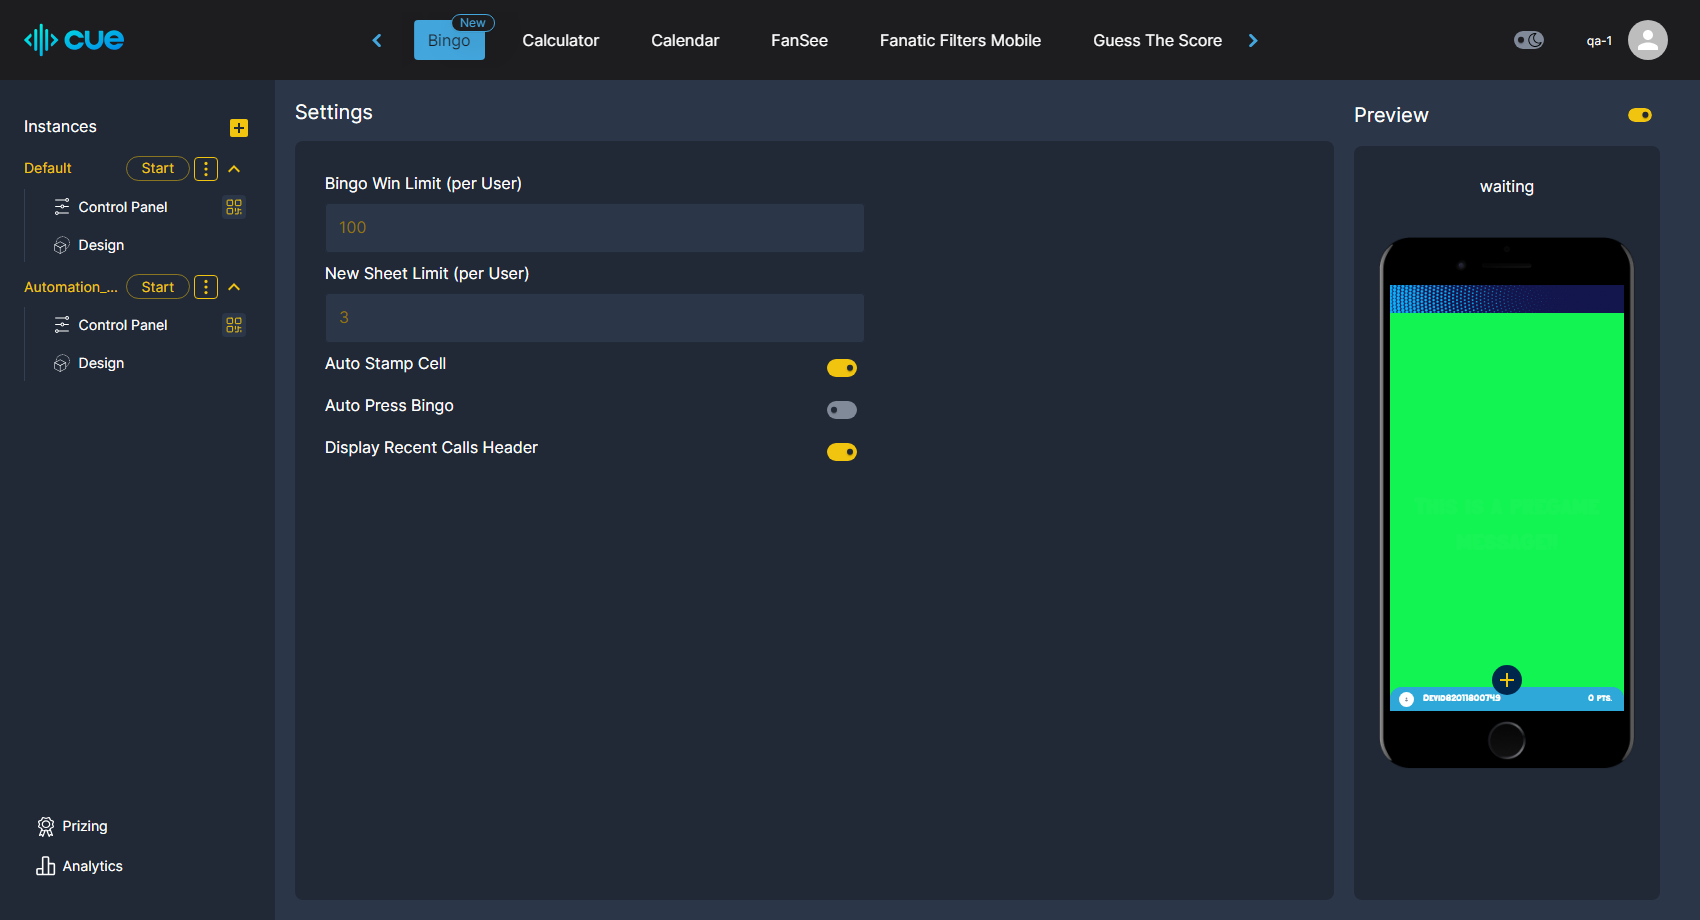 cue
New
Bingo
Calculator
Calendar
FanSee
Fanatic Filters Mobile
Guess The Score
qa-1
Instances
Default
Start
Control Panel
Design
Automation_...
Start
Control Panel
Design
Prizing
Analytics
Settings
Bingo Win Limit (per User)
100
New Sheet Limit (per User)
3
Auto Stamp Cell
Auto Press Bingo
Display Recent Calls Header
Preview
waiting
0 PTS.